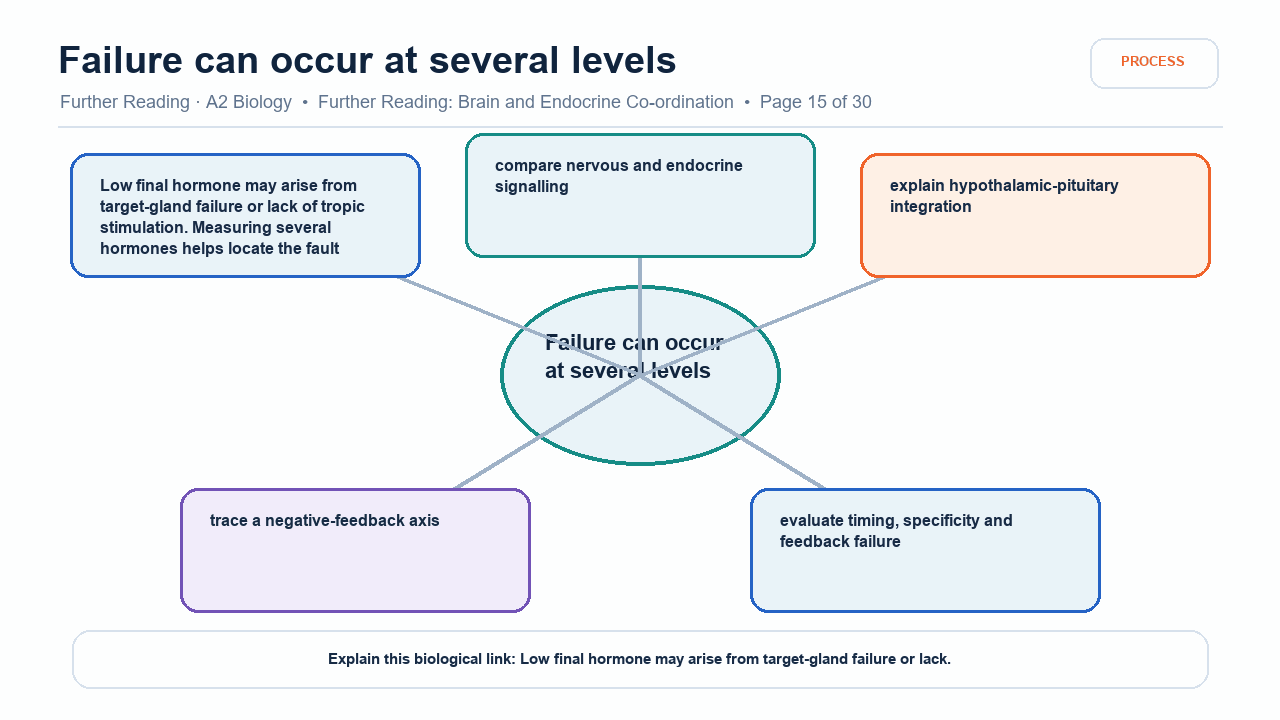 Failure can occur at several levels
PROCESS
Further Reading · A2 Biology • Further Reading: Brain and Endocrine Co-ordination • Page 15 of 30
Low final hormone may arise from
target-gland failure or lack of tropic
stimulation. Measuring several
hormones helps locate the fault
compare nervous and endocrine
signalling
explain hypothalamic-pituitary
integration
Failure can occur
at several levels
trace a negative-feedback axis
evaluate timing, specificity and
feedback failure
Explain this biological link: Low final hormone may arise from target-gland failure or lack.